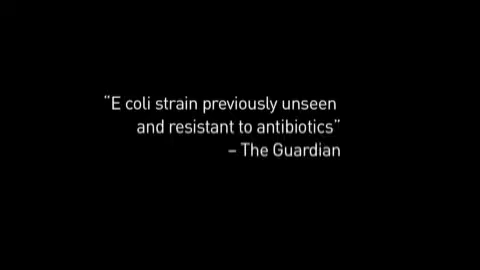 “E coli strain previously unseen
and resistant to antibiotics”
– The Guardian